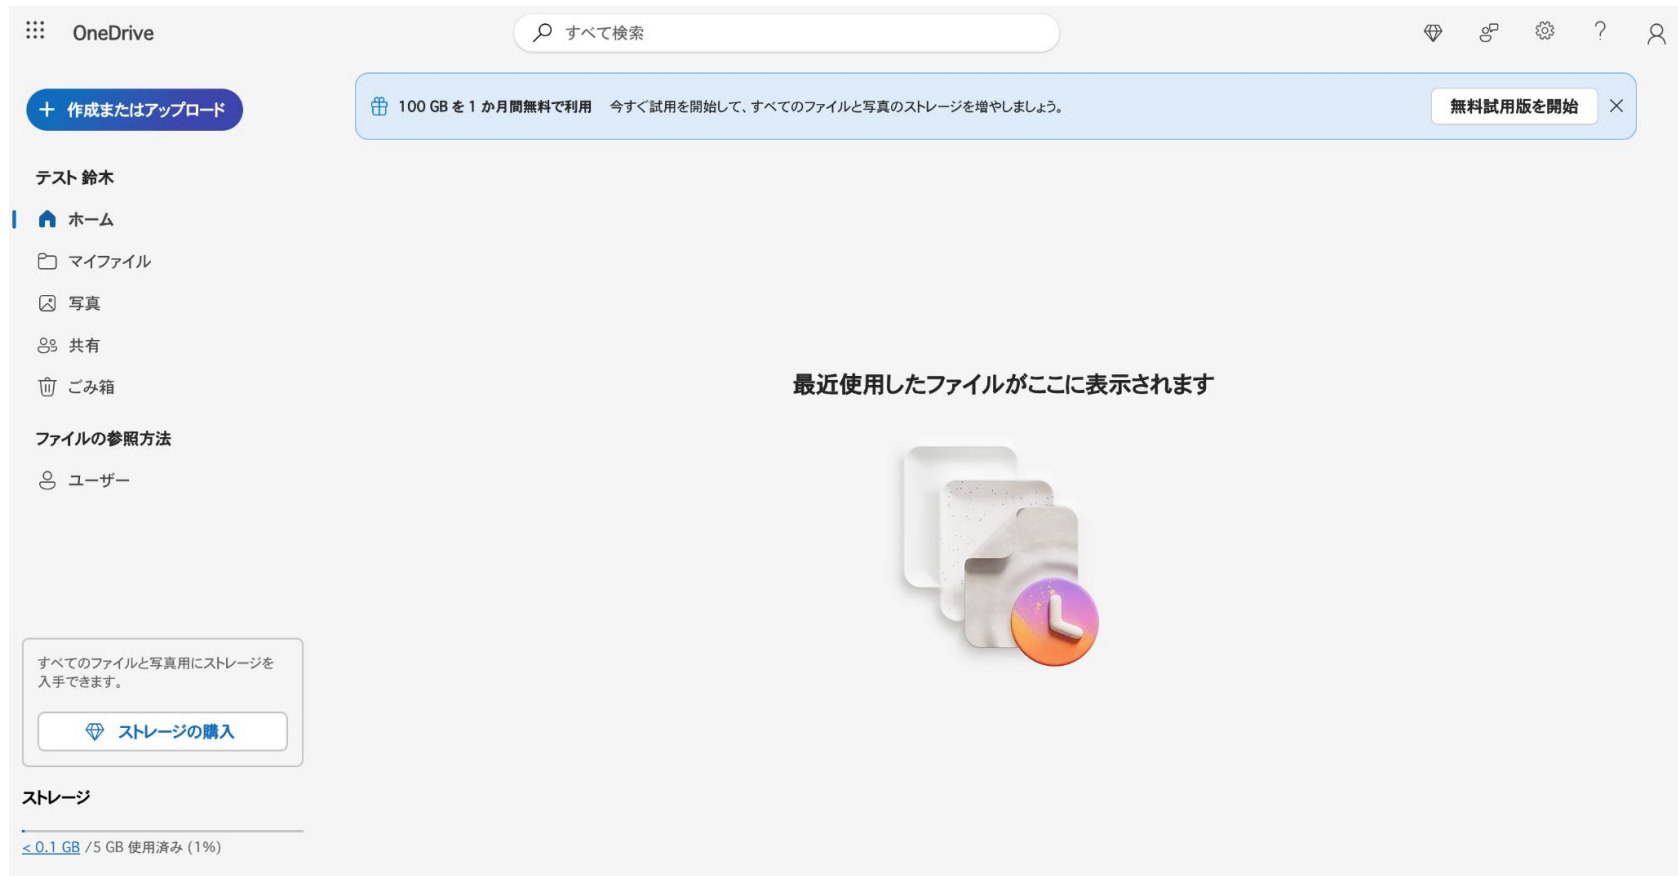 OneDrive
すべて検索
?
+ 作成またはアップロード
100 GB を 1 か月間無料で利用 今すぐ試用を開始して、すべてのファイルと写真のストレージを増やしましょう。
無料試用版を開始
テスト 鈴木
ホーム
マイファイル
写真
共有
ごみ箱
ファイルの参照方法
ユーザー
最近使用したファイルがここに表示されます
すべてのファイルと写真用にストレージを
入手できます。
ストレージの購入
ストレージ
< 0.1 GB /5 GB 使用済み (1%)